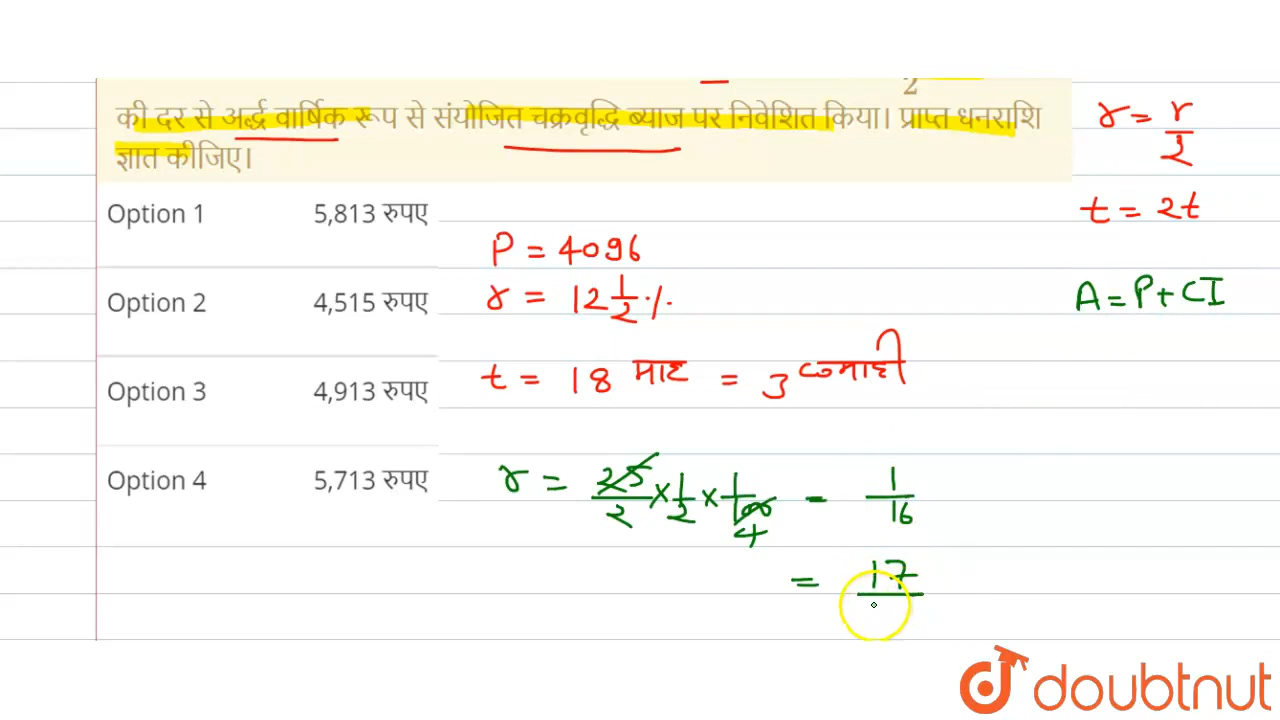 2
की दर से अर्द्ध वार्षिक रूप से संयोजित चक्रवृद्धि ब्याज पर निवेशित किया। प्राप्त धनराशि
ज्ञात कीजिए।
r = r/2
t = 2t
Option 1 5,813 रुपए
P = 4096
Option 2 4,515 रुपए
r = 12 1/2 %
A = P + CI
Option 3 4,913 रुपए
t = 18 माह = 3 छमाही
Option 4 5,713 रुपए
r = 25/2 × 1/2 × 1/100 4 = 1/16
= 17
doubtnut